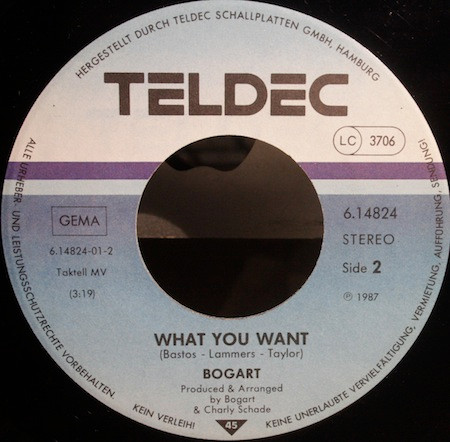 HERGESTELLT DURCH TELDEC SCHALLPLATTEN GMBH, HAMBURG
TELDEC
LC 3706
GEMA
6.14824-01-2
Taktell MV
(3:19)
6.14824
STEREO
Side 2
℗ 1987
WHAT YOU WANT
(Bastos - Lammers - Taylor)
BOGART
Produced & Arranged
by Bogart
& Charly Schade
45
ALLE URHEBER- UND LEISTUNGSSCHUTZRECHTE VORBEHALTEN.
KEIN VERLEIH!
KEINE UNERLAUBTE VERVIELFÄLTIGUNG, VERMIETUNG, AUFFÜHRUNG, SENDUNG!